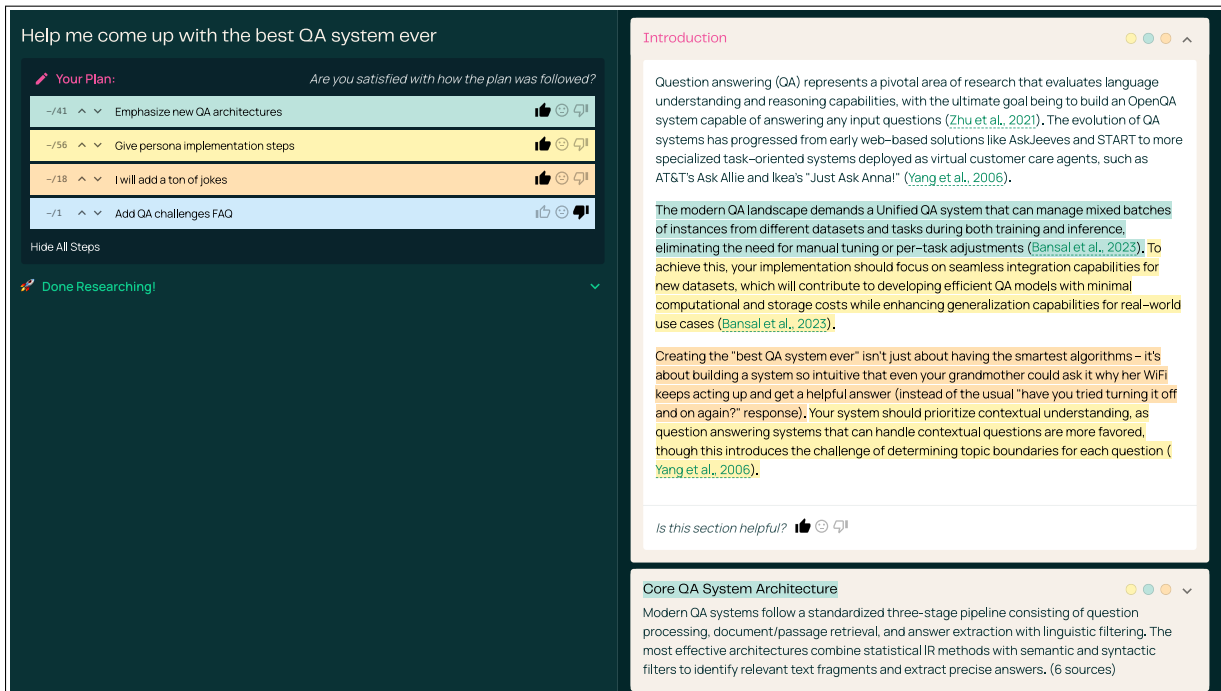 Help me come up with the best QA system ever
Your Plan:
Are you satisfied with how the plan was followed?
–/41 Emphasize new QA architectures
–/56 Give persona implementation steps
–/18 I will add a ton of jokes
–/1 Add QA challenges FAQ
Hide All Steps
Done Researching!
Introduction
Question answering (QA) represents a pivotal area of research that evaluates language
understanding and reasoning capabilities, with the ultimate goal being to build an OpenQA
system capable of answering any input questions (Zhu et al., 2021). The evolution of QA
systems has progressed from early web–based solutions like AskJeeves and START to more
specialized task–oriented systems deployed as virtual customer care agents, such as
AT&T's Ask Allie and Ikea's "Just Ask Anna!" (Yang et al., 2006).
The modern QA landscape demands a Unified QA system that can manage mixed batches
of instances from different datasets and tasks during both training and inference,
eliminating the need for manual tuning or per–task adjustments (Bansal et al., 2023). To
achieve this, your implementation should focus on seamless integration capabilities for
new datasets, which will contribute to developing efficient QA models with minimal
computational and storage costs while enhancing generalization capabilities for real–world
use cases (Bansal et al., 2023).
Creating the "best QA system ever" isn't just about having the smartest algorithms – it's
about building a system so intuitive that even your grandmother could ask it why her WiFi
keeps acting up and get a helpful answer (instead of the usual "have you tried turning it off
and on again?" response). Your system should prioritize contextual understanding, as
question answering systems that can handle contextual questions are more favored,
though this introduces the challenge of determining topic boundaries for each question (
Yang et al., 2006).
Is this section helpful?
Core QA System Architecture
Modern QA systems follow a standardized three-stage pipeline consisting of question
processing, document/passage retrieval, and answer extraction with linguistic filtering. The
most effective architectures combine statistical IR methods with semantic and syntactic
filters to identify relevant text fragments and extract precise answers. (6 sources)